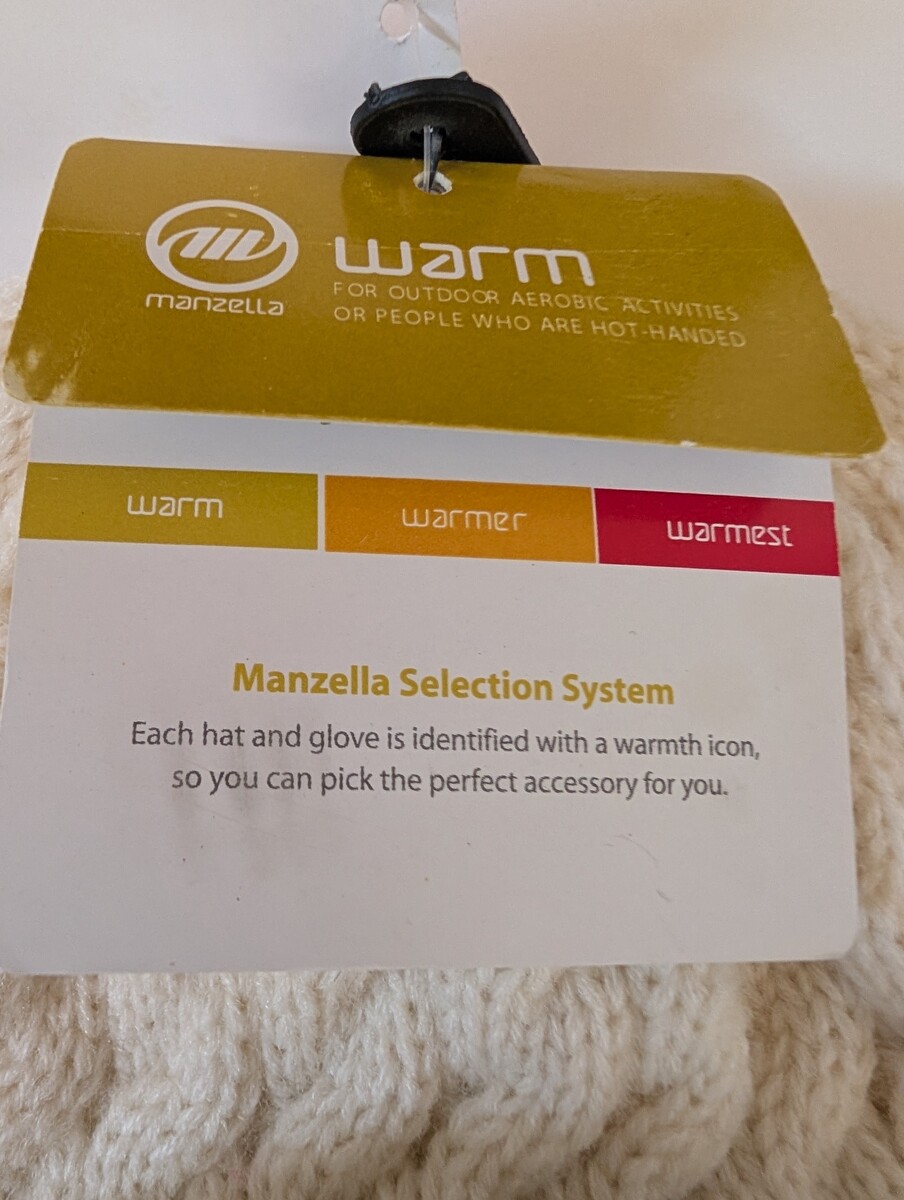 warm
manzella
FOR OUTDOOR AEROBIC ACTIVITIES
OR PEOPLE WHO ARE HOT-HANDED
warm
warmer
warmest
Manzella Selection System
Each hat and glove is identified with a warmth icon,
so you can pick the perfect accessory for you.